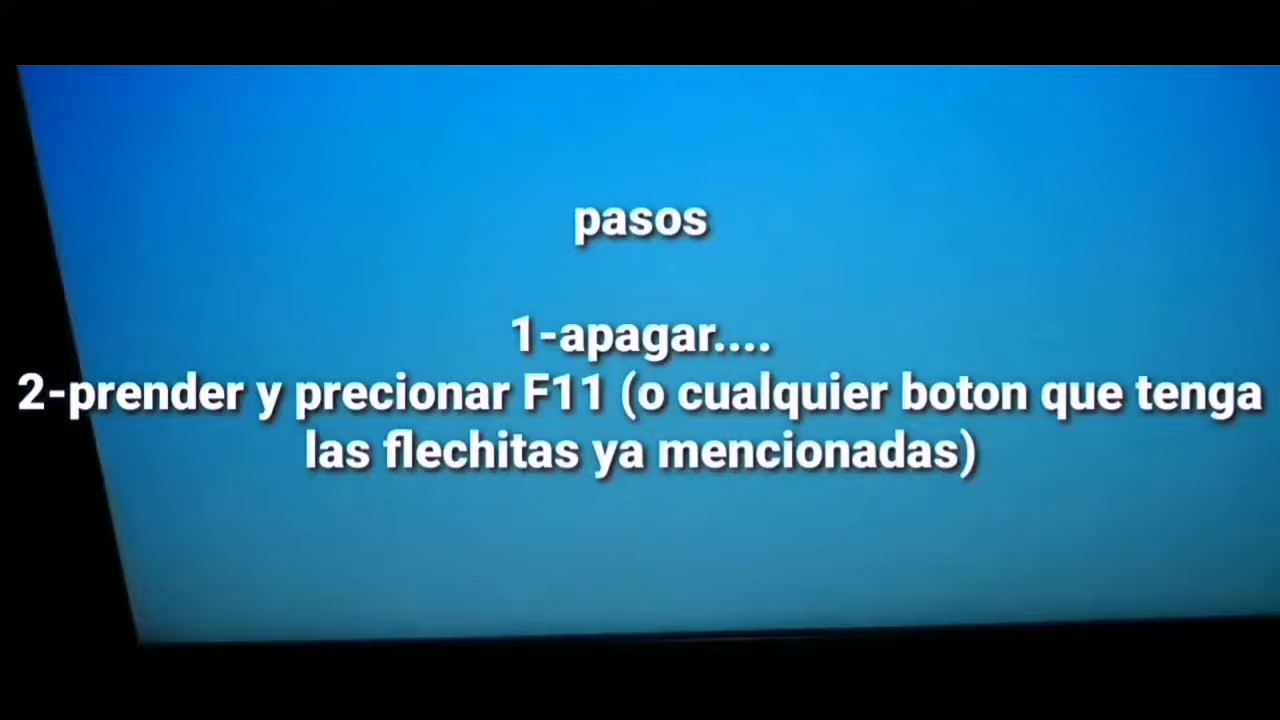 pasos
1-apagar....
2-prender y precionar F11 (o cualquier boton que tenga
las flechitas ya mencionadas)